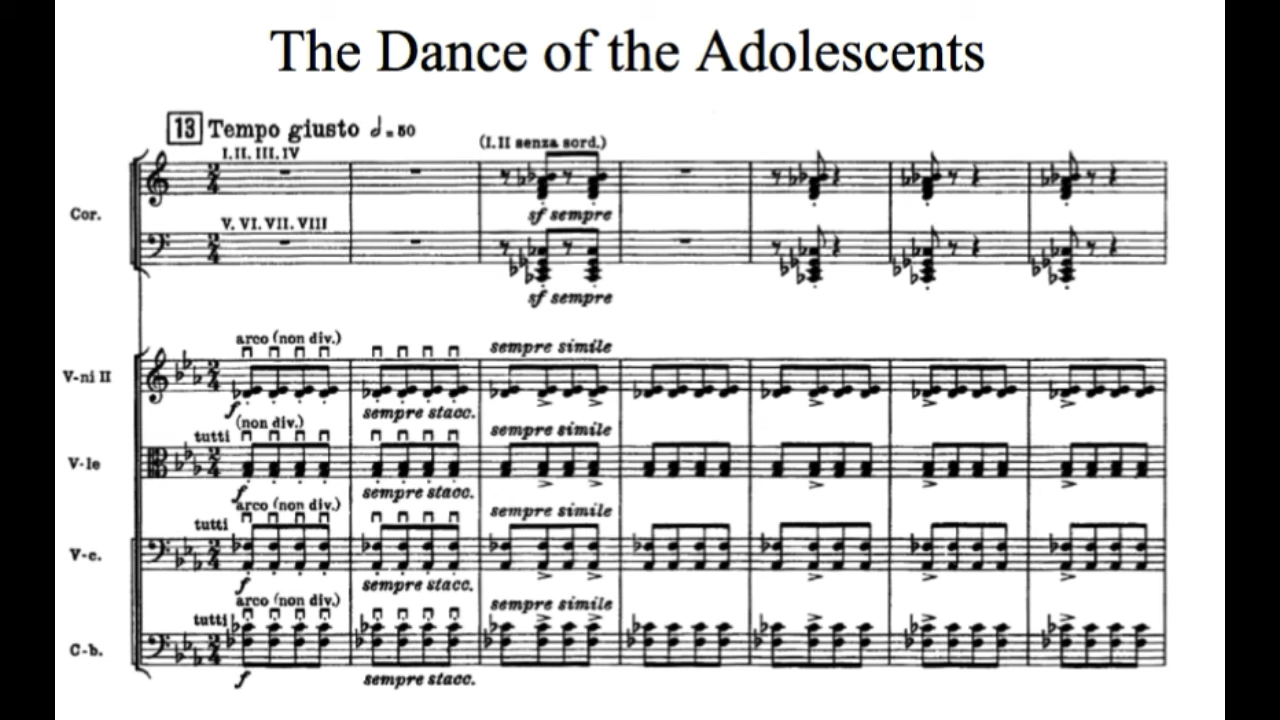 The Dance of the Adolescents
13 Tempo giusto 𝅗𝅥 = 50
I. II. III. IV
(I. II senza sord.)
Cor.
sf sempre
V. VI. VII. VIII
sf sempre
arco (non div.)
sempre simile
V-ni II
f
sempre stacc.
(non div.)
tutti
sempre simile
V-le
f
sempre stacc.
arco (non div.)
tutti
sempre simile
V-c.
f
sempre stacc.
arco (non div.)
tutti
sempre simile
C-b.
f
sempre stacc.